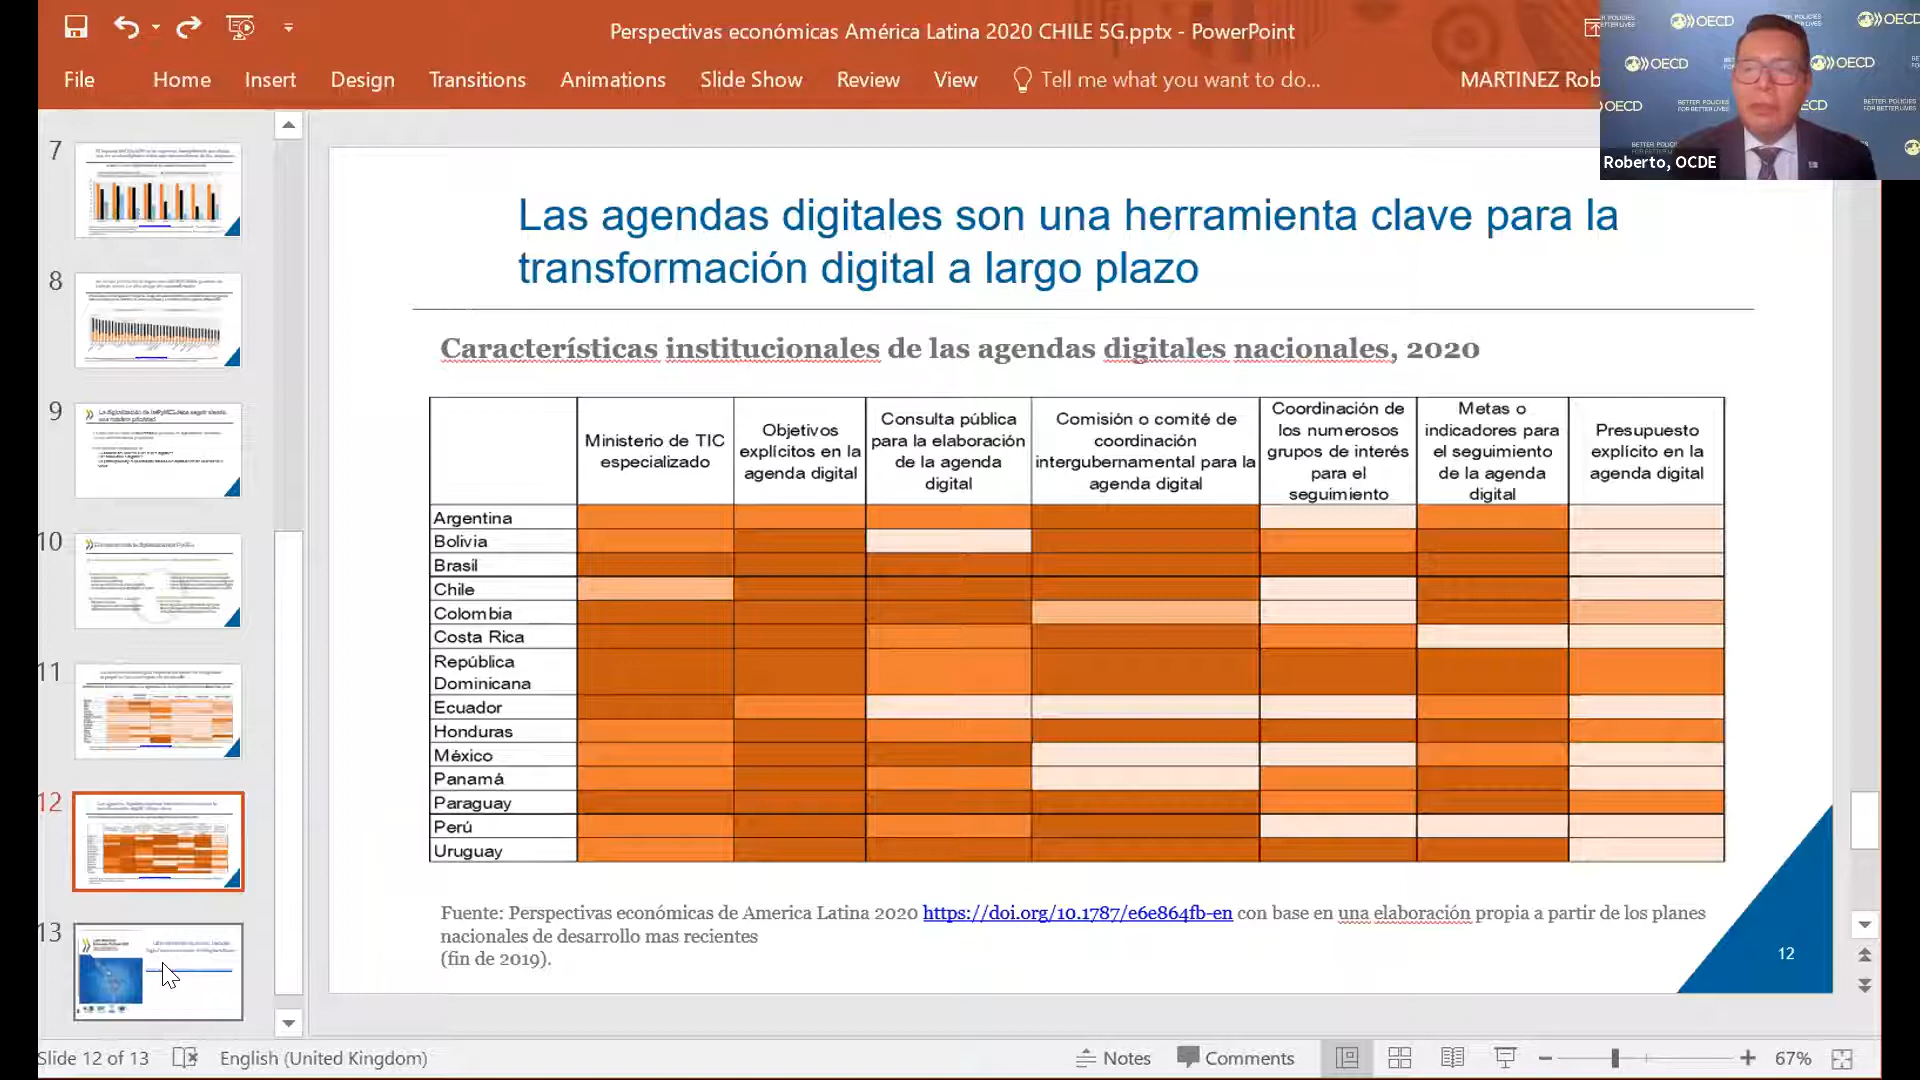 Perspectivas económicas América Latina 2020 CHILE 5G.pptx - PowerPoint
File Home Insert Design Transitions Animations Slide Show Review View Tell me what you want to do...
MARTINEZ Rob
OECD
OECD
OECD
OECD
BETTER POLICIES
FOR BETTER LIVES
Roberto, OCDE
7
8
9
10
11
12
13
Las agendas digitales son una herramienta clave para la
transformación digital a largo plazo
Características institucionales de las agendas digitales nacionales, 2020
Ministerio de TIC
especializado
Objetivos
explícitos en la
agenda digital
Consulta pública
para la elaboración
de la agenda
digital
Comisión o comité de
coordinación
intergubernamental para la
agenda digital
Coordinación de
los numerosos
grupos de interés
para el
seguimiento
Metas o
indicadores para
el seguimiento
de la agenda
digital
Presupuesto
explícito en la
agenda digital
Argentina
Bolivia
Brasil
Chile
Colombia
Costa Rica
República
Dominicana
Ecuador
Honduras
México
Panamá
Paraguay
Perú
Uruguay
Fuente: Perspectivas económicas de America Latina 2020 https://doi.org/10.1787/e6e864fb-en con base en una elaboración propia a partir de los planes
nacionales de desarrollo mas recientes
(fin de 2019).
12
Slide 12 of 13 English (United Kingdom) Notes Comments 67%